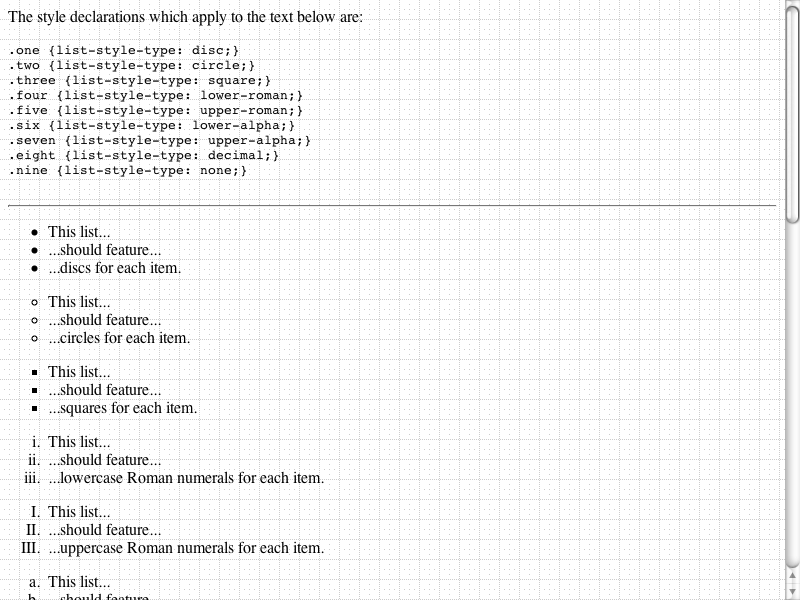 The style declarations which apply to the text below are:
.one {list-style-type: disc;}
.two {list-style-type: circle;}
.three {list-style-type: square;}
.four {list-style-type: lower-roman;}
.five {list-style-type: upper-roman;}
.six {list-style-type: lower-alpha;}
.seven {list-style-type: upper-alpha;}
.eight {list-style-type: decimal;}
.nine {list-style-type: none;}
• This list...
• ...should feature...
• ...discs for each item.
◦ This list...
◦ ...should feature...
◦ ...circles for each item.
▪ This list...
▪ ...should feature...
▪ ...squares for each item.
i. This list...
ii. ...should feature...
iii. ...lowercase Roman numerals for each item.
I. This list...
II. ...should feature...
III. ...uppercase Roman numerals for each item.
a. This list...
b. ...should feature...